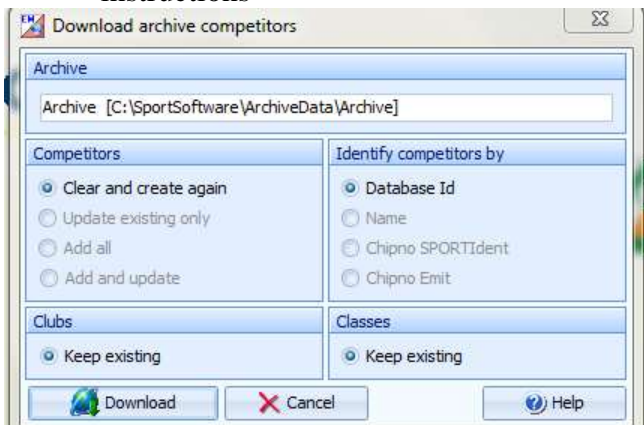 instructions
Download archive competitors
Archive
Archive [C:\SportSoftware\ArchiveData\Archive]
Competitors
Clear and create again
Update existing only
Add all
Add and update
Identify competitors by
Database Id
Name
Chipno SPORTIdent
Chipno Emit
Clubs
Keep existing
Classes
Keep existing
Download
Cancel
Help